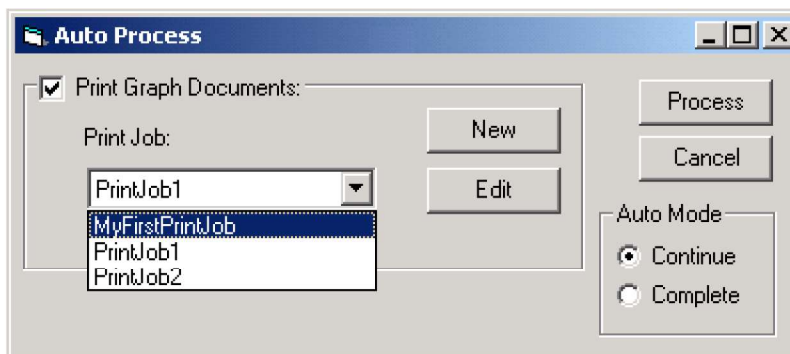 Auto Process
Print Graph Documents:
Print Job:
PrintJob1
MyFirstPrintJob
PrintJob1
PrintJob2
New
Edit
Process
Cancel
Auto Mode
Continue
Complete